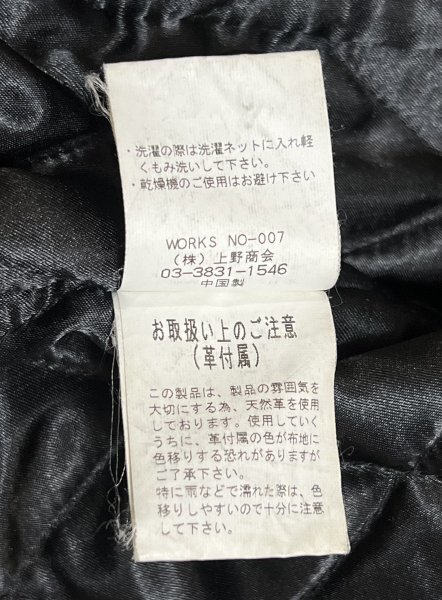 ・洗濯の際は洗濯ネットに入れ軽
くもみ洗いして下さい。
・乾燥機のご使用はお避け下さい
WORKS NO-007
(株)上野商会
03-3831-1546
中国製
お取扱い上のご注意
(革付属)
この製品は、製品の雰囲気を
大切にする為、天然革を使用
しております。使用していく
うちに、革付属の色が布地に
色移りする恐れがありますが
ご了承下さい。
特に雨などで濡れた際は、色
移りしやすいので十分に注意
して下さい。